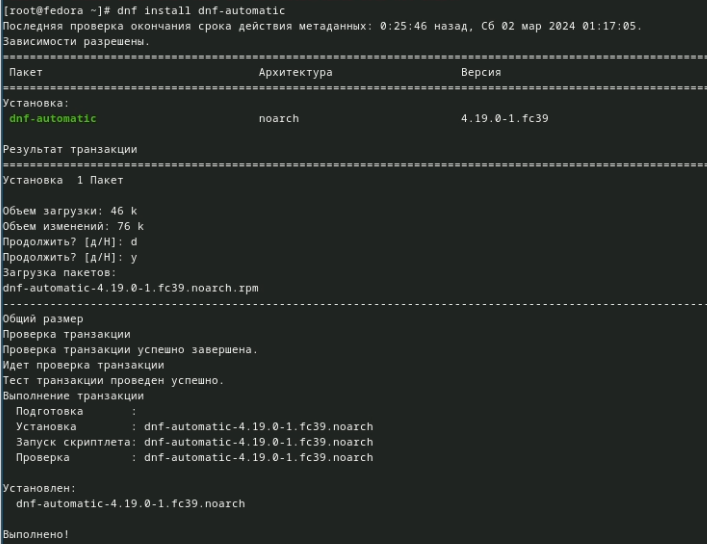 [root@fedora ~]# dnf install dnf-automatic
Последняя проверка окончания срока действия метаданных: 0:25:46 назад, Сб 02 мар 2024 01:17:05.
Зависимости разрешены.
================================================================================
Пакет Архитектура Версия
================================================================================
Установка:
dnf-automatic noarch 4.19.0-1.fc39
Результат транзакции
================================================================================
Установка 1 Пакет
Объем загрузки: 46 k
Объем изменений: 76 k
Продолжить? [д/Н]: d
Продолжить? [д/Н]: y
Загрузка пакетов:
dnf-automatic-4.19.0-1.fc39.noarch.rpm
--------------------------------------------------------------------------------
Общий размер
Проверка транзакции
Проверка транзакции успешно завершена.
Идет проверка транзакции
Тест транзакции проведен успешно.
Выполнение транзакции
Подготовка :
Установка : dnf-automatic-4.19.0-1.fc39.noarch
Запуск скриптлета: dnf-automatic-4.19.0-1.fc39.noarch
Проверка : dnf-automatic-4.19.0-1.fc39.noarch
Установлен:
dnf-automatic-4.19.0-1.fc39.noarch
Выполнено!